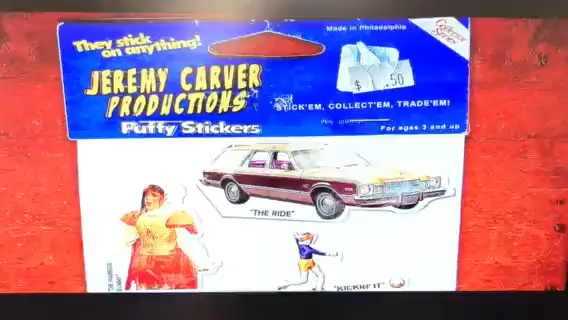 They stick
on anything!
Made in Philadelphia
Collector
Series
JEREMY CARVER
PRODUCTIONS
$ .50
STICK'EM, COLLECT'EM, TRADE'EM!
Puffy Stickers
For ages 3 and up
"THE RIDE"
"KICKIN' IT"